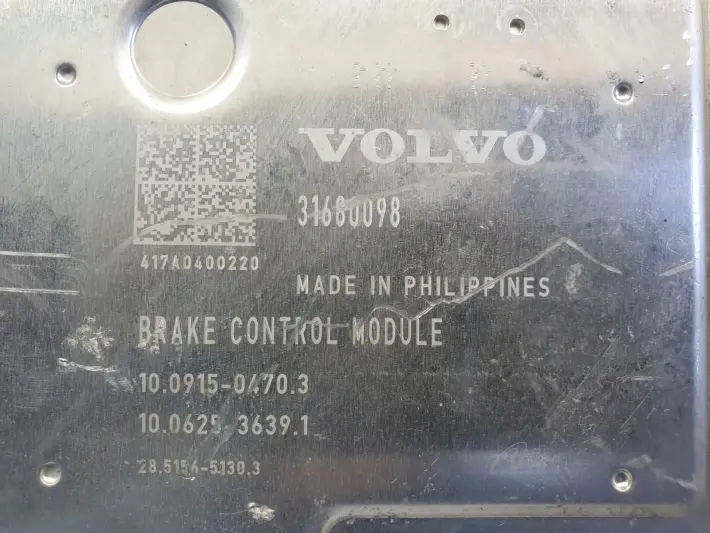 VOLVO
31680098
417A0400220
MADE IN PHILIPPINES
BRAKE CONTROL MODULE
10.0915-0470.3
10.0625-3639.1
28.5156-5130.3